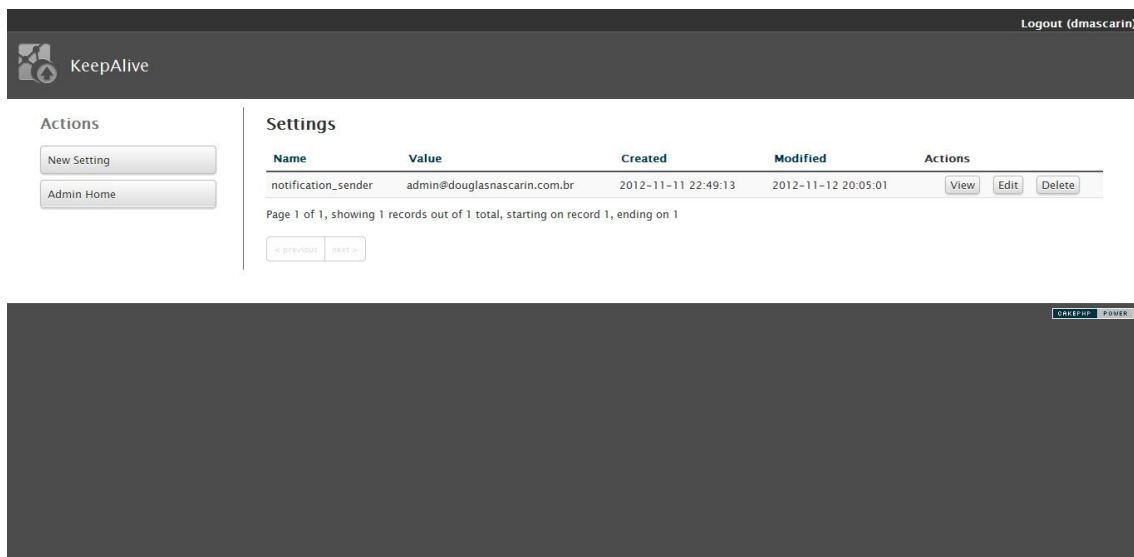 Logout (dmascarin)
KeepAlive
Actions
New Setting
Admin Home
Settings
Name Value Created Modified Actions
notification_sender admin@douglasnascarin.com.br 2012-11-11 22:49:13 2012-11-12 20:05:01 View Edit Delete
Page 1 of 1, showing 1 records out of 1 total, starting on record 1, ending on 1
< previous next >
CAKEPHP POWER